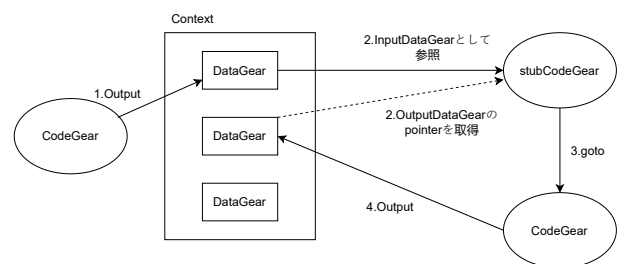 Context
2.InputDataGearとして
参照
DataGear
stubCodeGear
1.Output
2.OutputDataGearの
pointerを取得
CodeGear
DataGear
3.goto
4.Output
DataGear
CodeGear